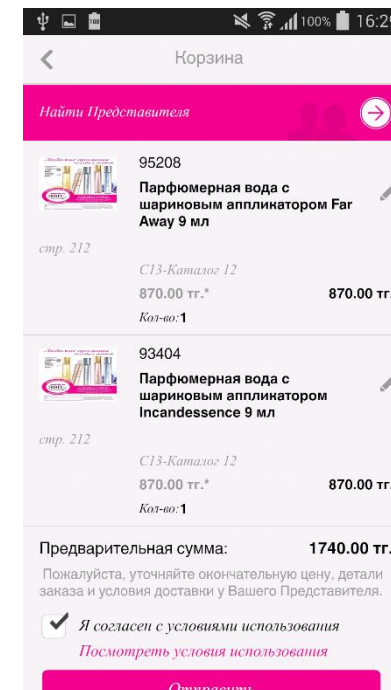 100% 16:29
Корзина
Найти Представителя
95208
Парфюмерная вода с
шариковым аппликатором Far
Away 9 мл
стр. 212
C13-Каталог 12
870.00 тг.* 870.00 тг.
Кол-во:1
93404
Парфюмерная вода с
шариковым аппликатором
Incandessence 9 мл
стр. 212
C13-Каталог 12
870.00 тг.* 870.00 тг.
Кол-во:1
Предварительная сумма: 1740.00 тг.
Пожалуйста, уточняйте окончательную цену, детали
заказа и условия доставки у Вашего Представителя.
Я согласен с условиями использования
Посмотреть условия использования
Отправить